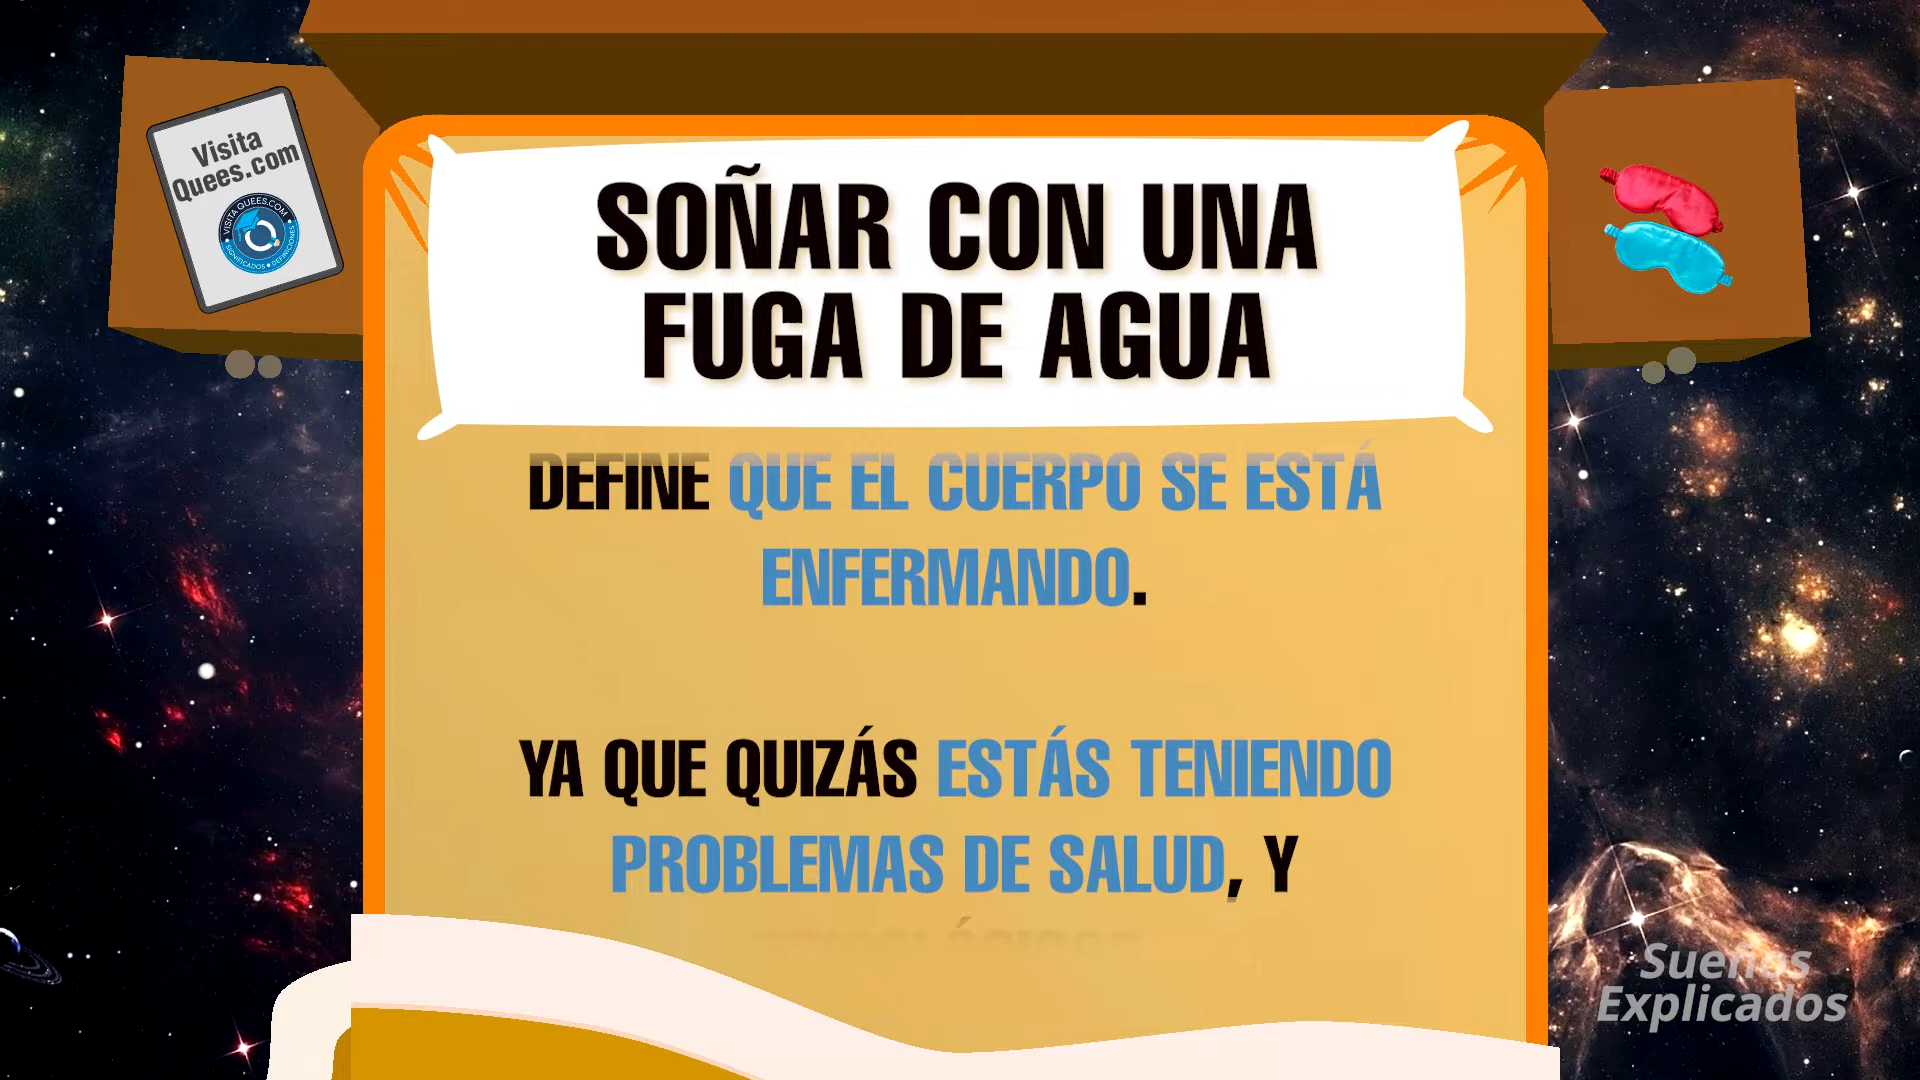 Visita
Quees.com
VISITA QUEES.COM
SIGNIFICADOS • DEFINICIONES
SOÑAR CON UNA
FUGA DE AGUA
DEFINE QUE EL CUERPO SE ESTÁ
ENFERMANDO.
YA QUE QUIZÁS ESTÁS TENIENDO
PROBLEMAS DE SALUD, Y
Sueños
Explicados